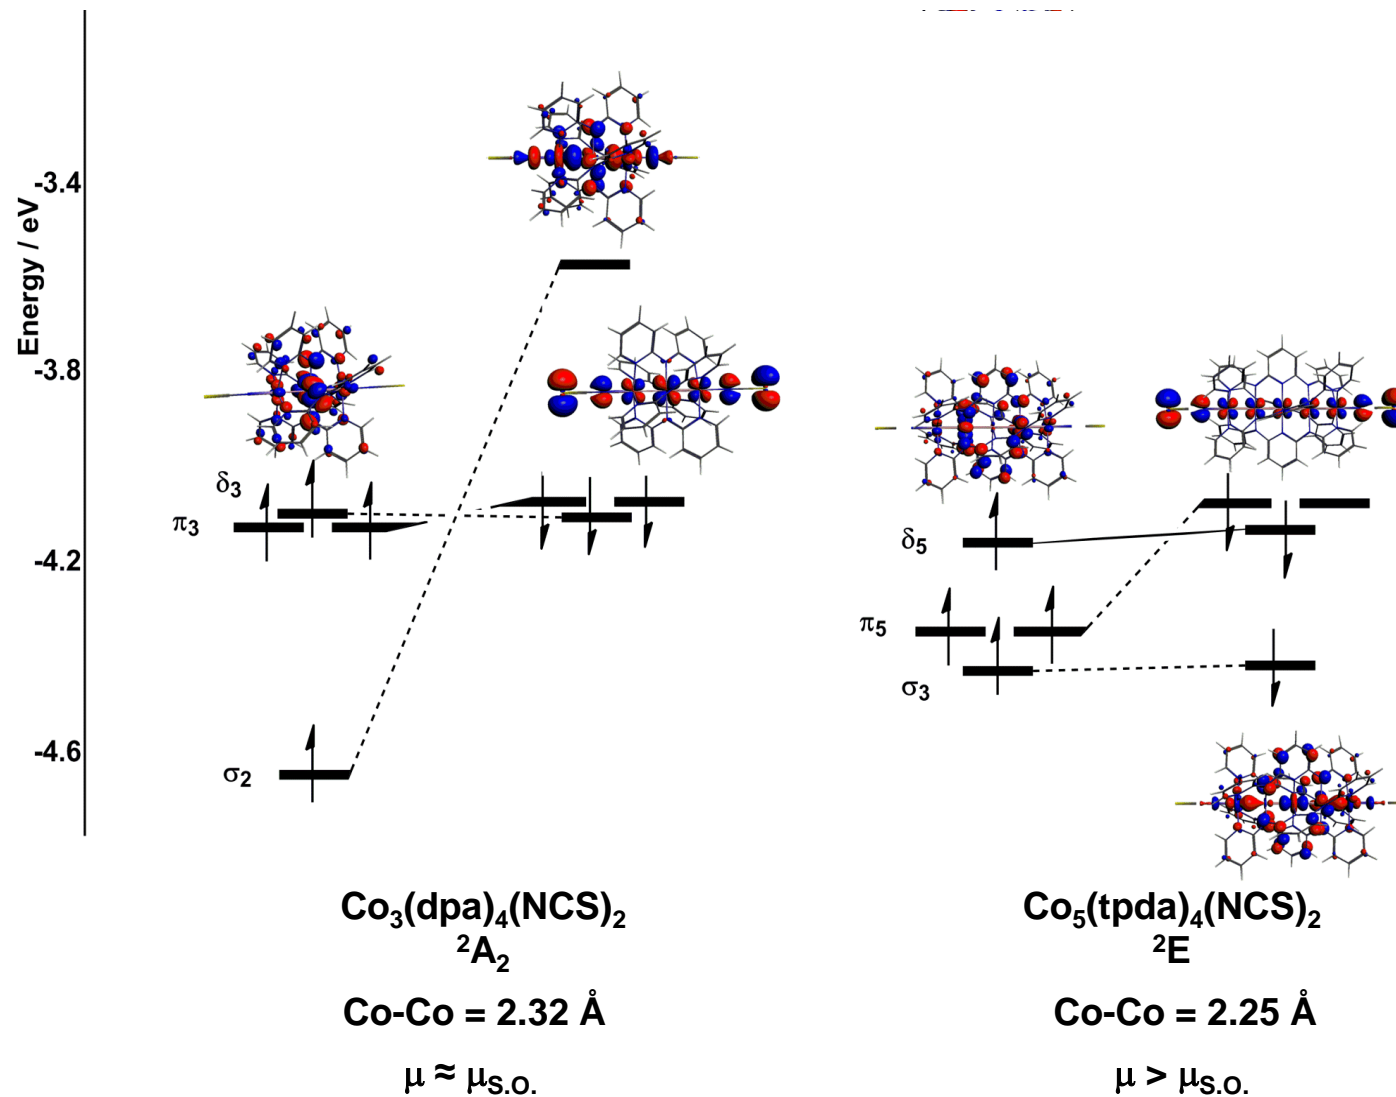 Energy / eV
-3.4
-3.8
-4.2
-4.6
δ₃
π₃
σ₂
δ₅
π₅
σ₃
Co₃(dpa)₄(NCS)₂
²A₂
Co-Co = 2.32 Å
μ ≈ μS.O.
Co₅(tpda)₄(NCS)₂
²E
Co-Co = 2.25 Å
μ > μS.O.